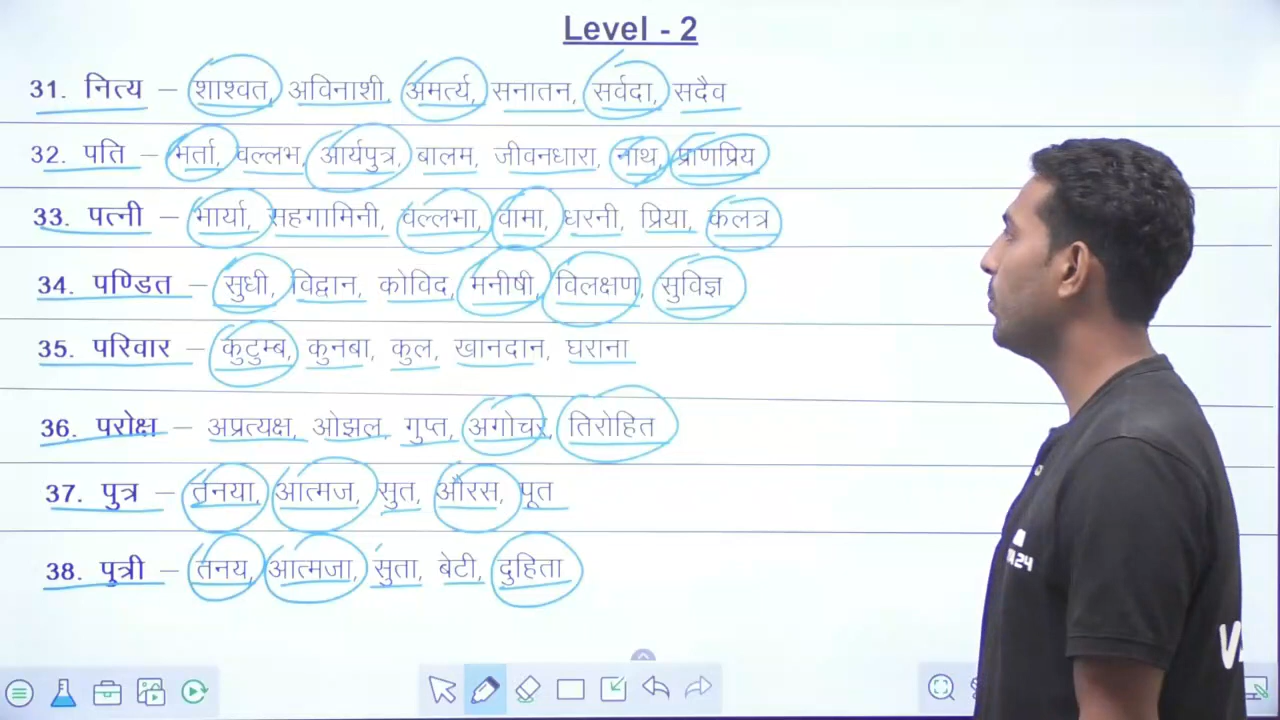 Level - 2
31. नित्य – शाश्वत, अविनाशी, अमर्त्य, सनातन, सर्वदा, सदैव
32. पति – भर्ता, वल्लभ, आर्यपुत्र, बालम, जीवनधारा, नाथ, प्राणप्रिय
33. पत्नी – भार्या, सहगामिनी, वल्लभा, वामा, धरनी, प्रिया, कलत्र
34. पण्डित – सुधी, विद्वान, कोविद, मनीषी, विलक्षण, सुविज्ञ
35. परिवार – कुटुम्ब, कुनबा, कुल, खानदान, घराना
36. परोक्ष – अप्रत्यक्ष, ओझल, गुप्त, अगोचर, तिरोहित
37. पुत्र – तनया, आत्मज, सुत, औरस, पूत
38. पुत्री – तनय, आत्मजा, सुता, बेटी, दुहिता